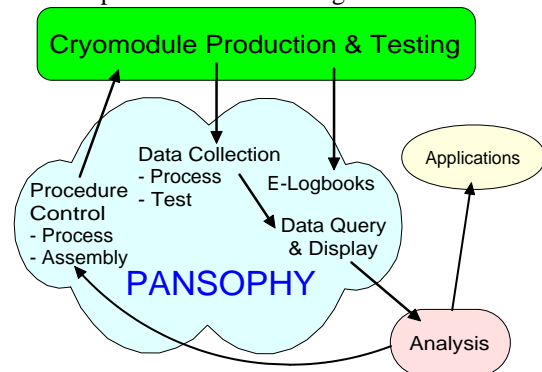 Cryomodule Production & Testing
Data Collection
- Process
- Test
E-Logbooks
Applications
Procedure
Control
- Process
- Assembly
Data Query
& Display
PANSOPHY
Analysis